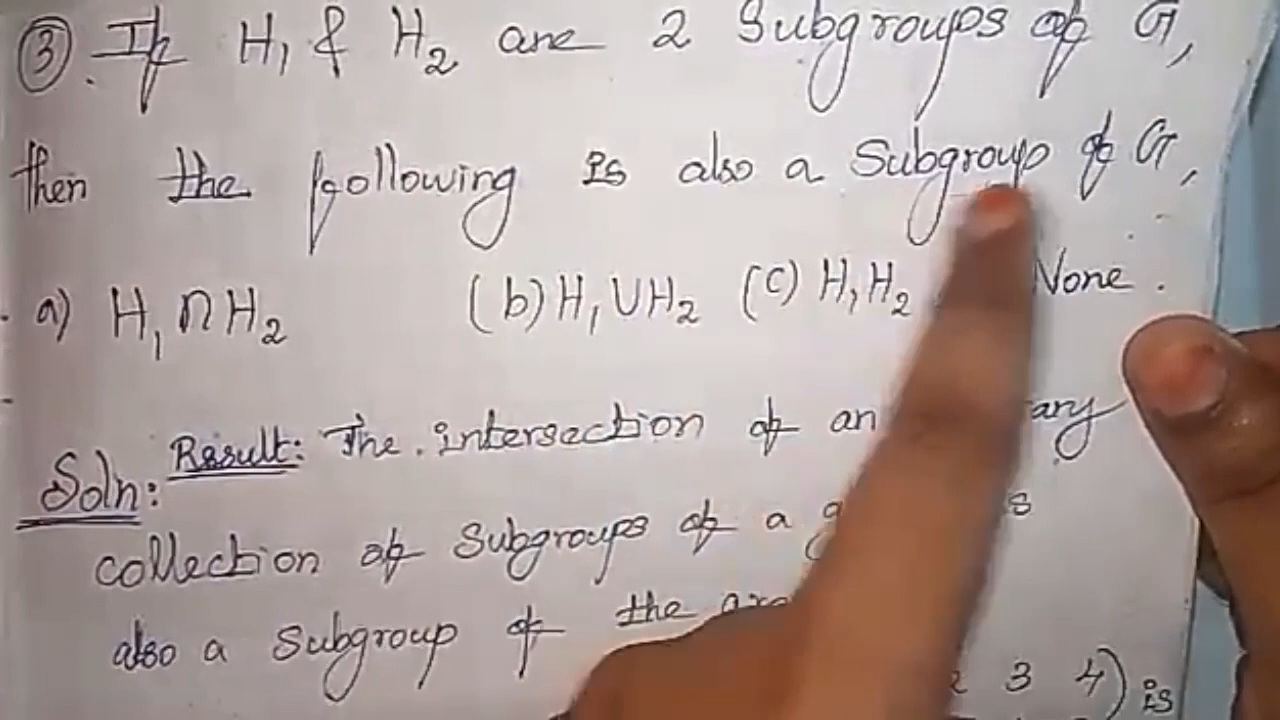 ③. If H₁ & H₂ are 2 Subgroups of G,
then the following is also a Subgroup of G,
a) H₁∩H₂ (b) H₁∪H₂ (c) H₁H₂ None.
Soln: Result: The intersection of an
collection of Subgroups of a
also a Subgroup of the
2 3 4) is